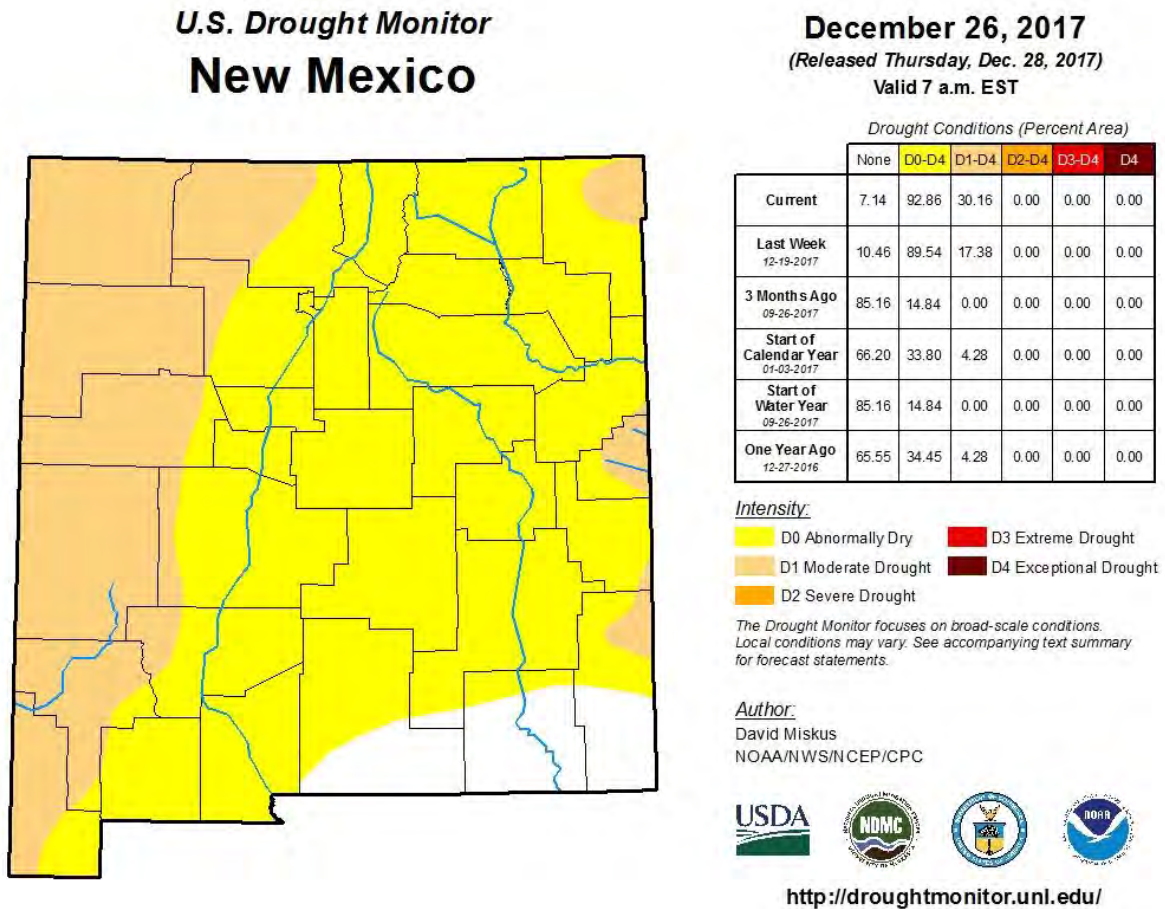 U.S. Drought Monitor
New Mexico
December 26, 2017
(Released Thursday, Dec. 28, 2017)
Valid 7 a.m. EST
Drought Conditions (Percent Area)
None D0-D4 D1-D4 D2-D4 D3-D4 D4
Current 7.14 92.86 30.16 0.00 0.00 0.00
Last Week
12-19-2017
10.46 89.54 17.38 0.00 0.00 0.00
3 Months Ago
09-26-2017
85.16 14.84 0.00 0.00 0.00 0.00
Start of
Calendar Year
01-03-2017
66.20 33.80 4.28 0.00 0.00 0.00
Start of
Water Year
09-26-2017
85.16 14.84 0.00 0.00 0.00 0.00
One Year Ago
12-27-2016
65.55 34.45 4.28 0.00 0.00 0.00
Intensity:
D0 Abnormally Dry
D1 Moderate Drought
D2 Severe Drought
D3 Extreme Drought
D4 Exceptional Drought
The Drought Monitor focuses on broad-scale conditions.
Local conditions may vary. See accompanying text summary
for forecast statements.
Author:
David Miskus
NOAA/NWS/NCEP/CPC
USDA
NDMC
NOAA
http://droughtmonitor.unl.edu/